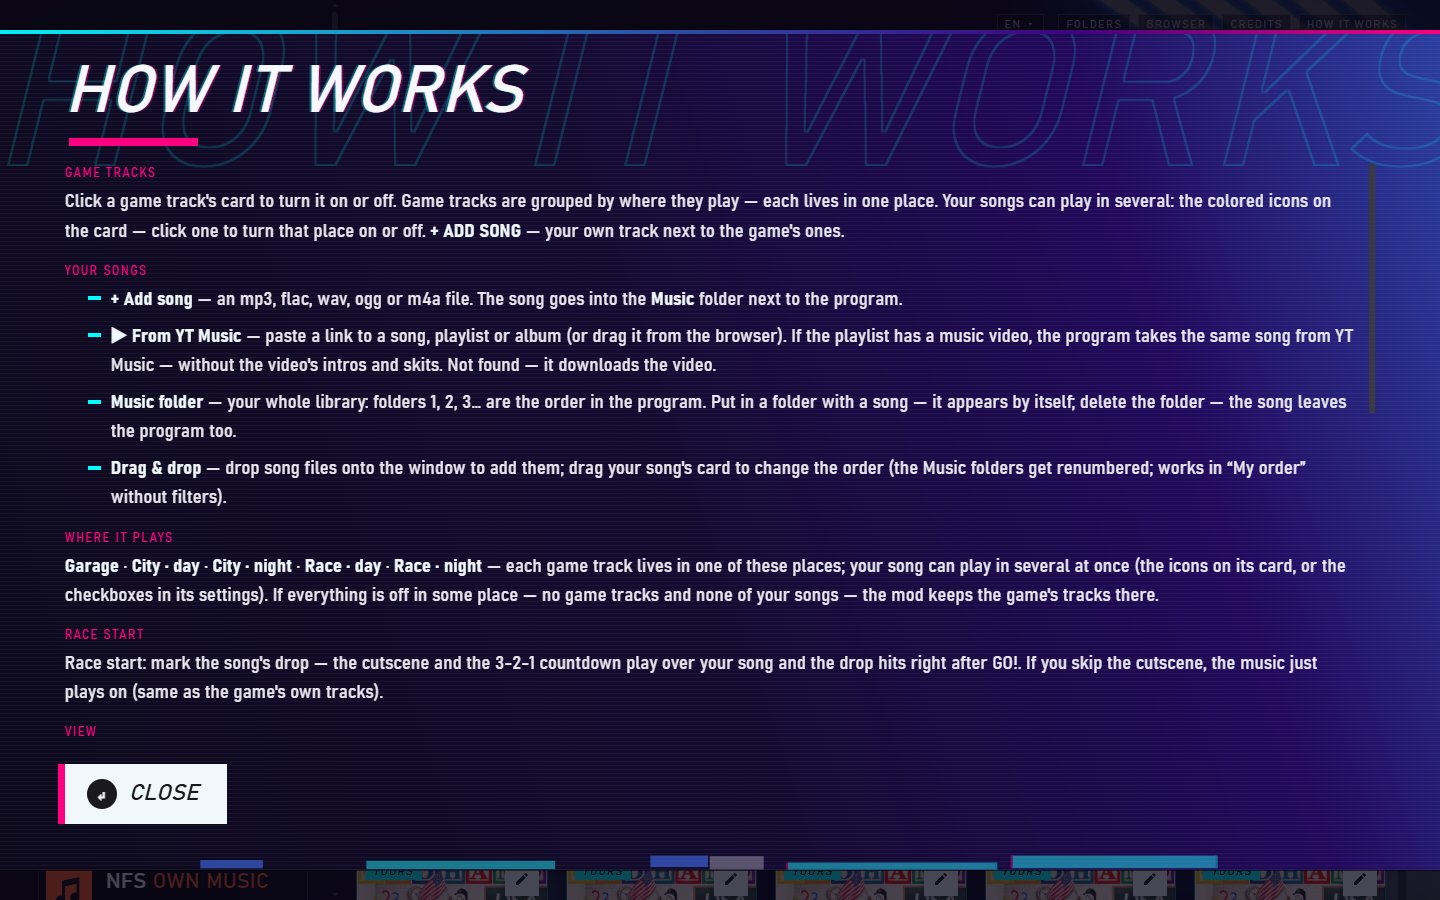 EN
FOLDERS
BROWSER
CREDITS
HOW IT WORKS
HOW IT WORKS
HOW IT WORKS
GAME TRACKS
Click a game track's card to turn it on or off. Game tracks are grouped by where they play — each lives in one place. Your songs can play in several: the colored icons on
the card — click one to turn that place on or off. + ADD SONG — your own track next to the game's ones.
YOUR SONGS
+ Add song — an mp3, flac, wav, ogg or m4a file. The song goes into the Music folder next to the program.
▶ From YT Music — paste a link to a song, playlist or album (or drag it from the browser). If the playlist has a music video, the program takes the same song from YT
Music — without the video's intros and skits. Not found — it downloads the video.
Music folder — your whole library: folders 1, 2, 3… are the order in the program. Put in a folder with a song — it appears by itself; delete the folder — the song leaves
the program too.
Drag & drop — drop song files onto the window to add them; drag your song's card to change the order (the Music folders get renumbered; works in “My order”
without filters).
WHERE IT PLAYS
Garage · City · day · City · night · Race · day · Race · night — each game track lives in one of these places; your song can play in several at once (the icons on its card, or the
checkboxes in its settings). If everything is off in some place — no game tracks and none of your songs — the mod keeps the game's tracks there.
RACE START
Race start: mark the song's drop — the cutscene and the 3-2-1 countdown play over your song and the drop hits right after GO!. If you skip the cutscene, the music just
plays on (same as the game's own tracks).
VIEW
CLOSE
NFS OWN MUSIC
YOURS
YOURS
YOURS
YOURS
YOURS